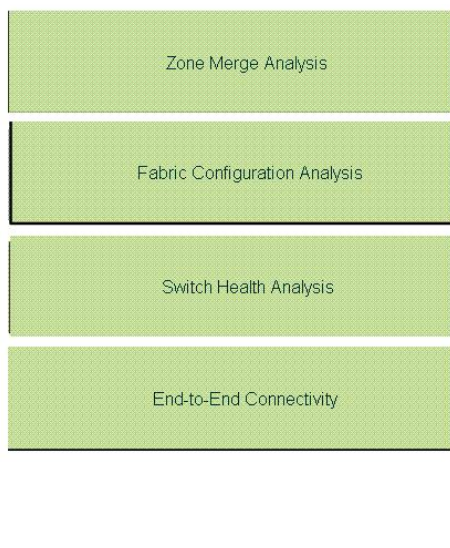 Zone Merge Analysis
Fabric Configuration Analysis
Switch Health Analysis
End-to-End Connectivity